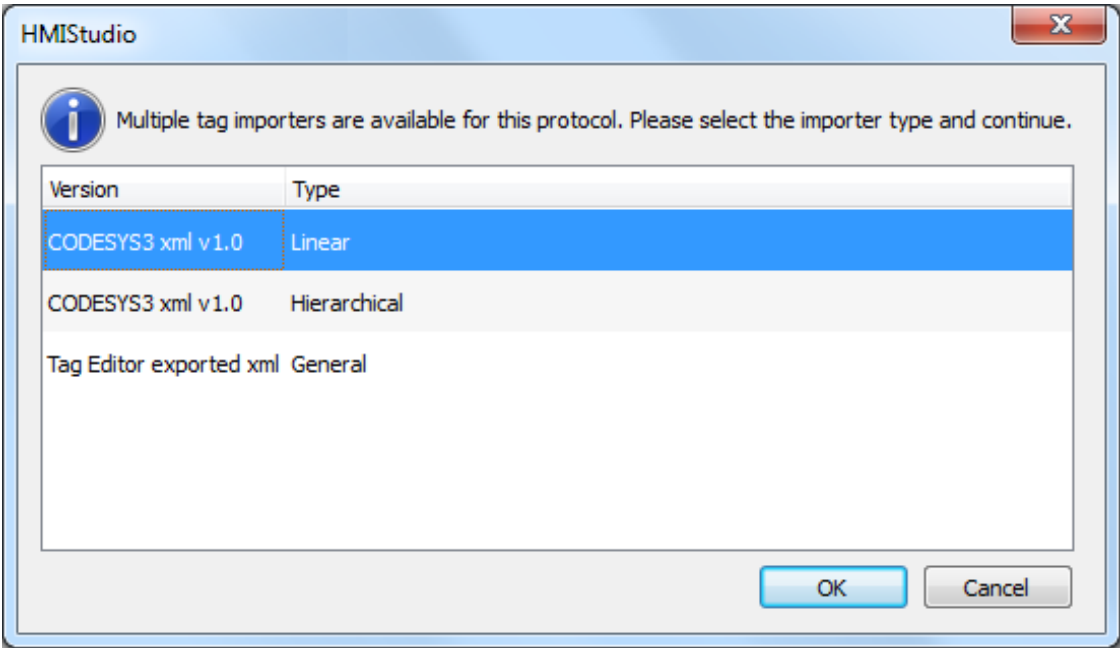 HMIStudio
Multiple tag importers are available for this protocol. Please select the importer type and continue.
Version Type
CODESYS3 xml v1.0 Linear
CODESYS3 xml v1.0 Hierarchical
Tag Editor exported xml General
OK Cancel